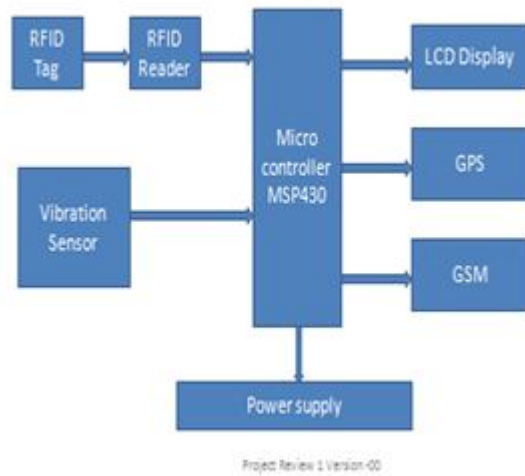 RFID
Tag
RFID
Reader
Micro
controller
MSP430
LCD Display
GPS
Vibration
Sensor
GSM
Power supply
Project Review 1 Version-00